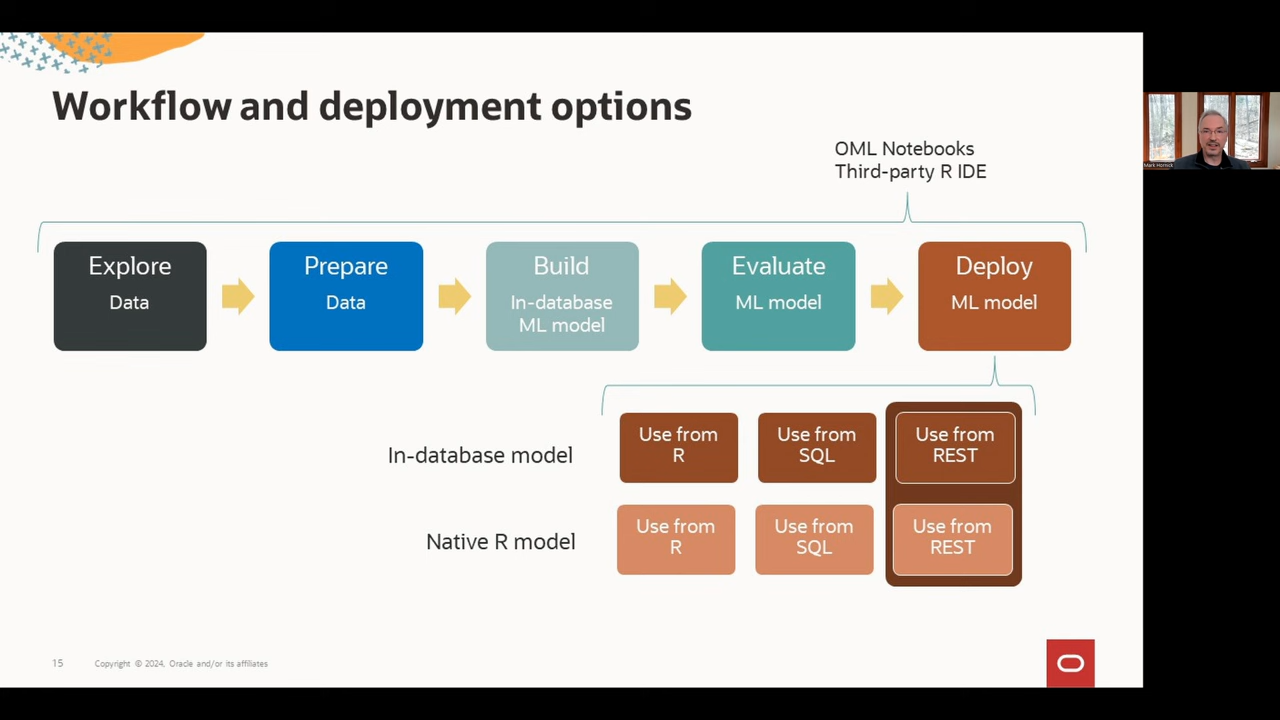 Workflow and deployment options
OML Notebooks
Third-party R IDE
Explore
Data
Prepare
Data
Build
In-database
ML model
Evaluate
ML model
Deploy
ML model
In-database model
Use from
R
Use from
SQL
Use from
REST
Native R model
Use from
R
Use from
SQL
Use from
REST
15
Copyright © 2024, Oracle and/or its affiliates
Mark Hornick